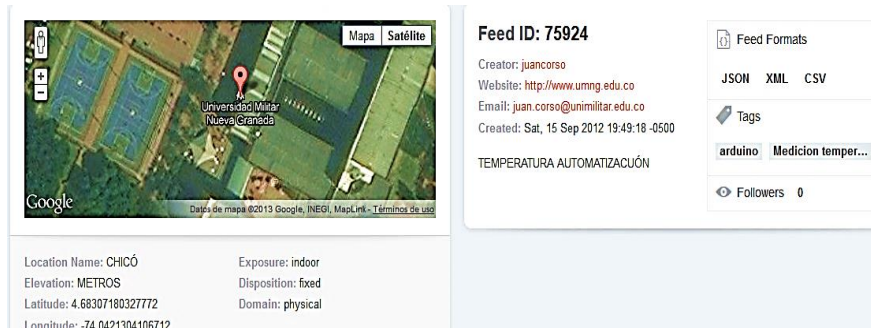 Mapa Satélite
Universidad Militar
Nueva Granada
Google
Datos de mapa ©2013 Google, INEGI, MapLink - Términos de uso
Location Name: CHICÓ
Exposure: indoor
Elevation: METROS
Disposition: fixed
Latitude: 4.68307180327772
Domain: physical
Longitude: -74.0421304106712
Feed ID: 75924
Creator: juancorso
Website: http://www.umng.edu.co
Email: juan.corso@unimilitar.edu.co
Created: Sat, 15 Sep 2012 19:49:18 -0500
TEMPERATURA AUTOMATIZACUÓN
Feed Formats
JSON XML CSV
Tags
arduino Medicion temper...
Followers 0